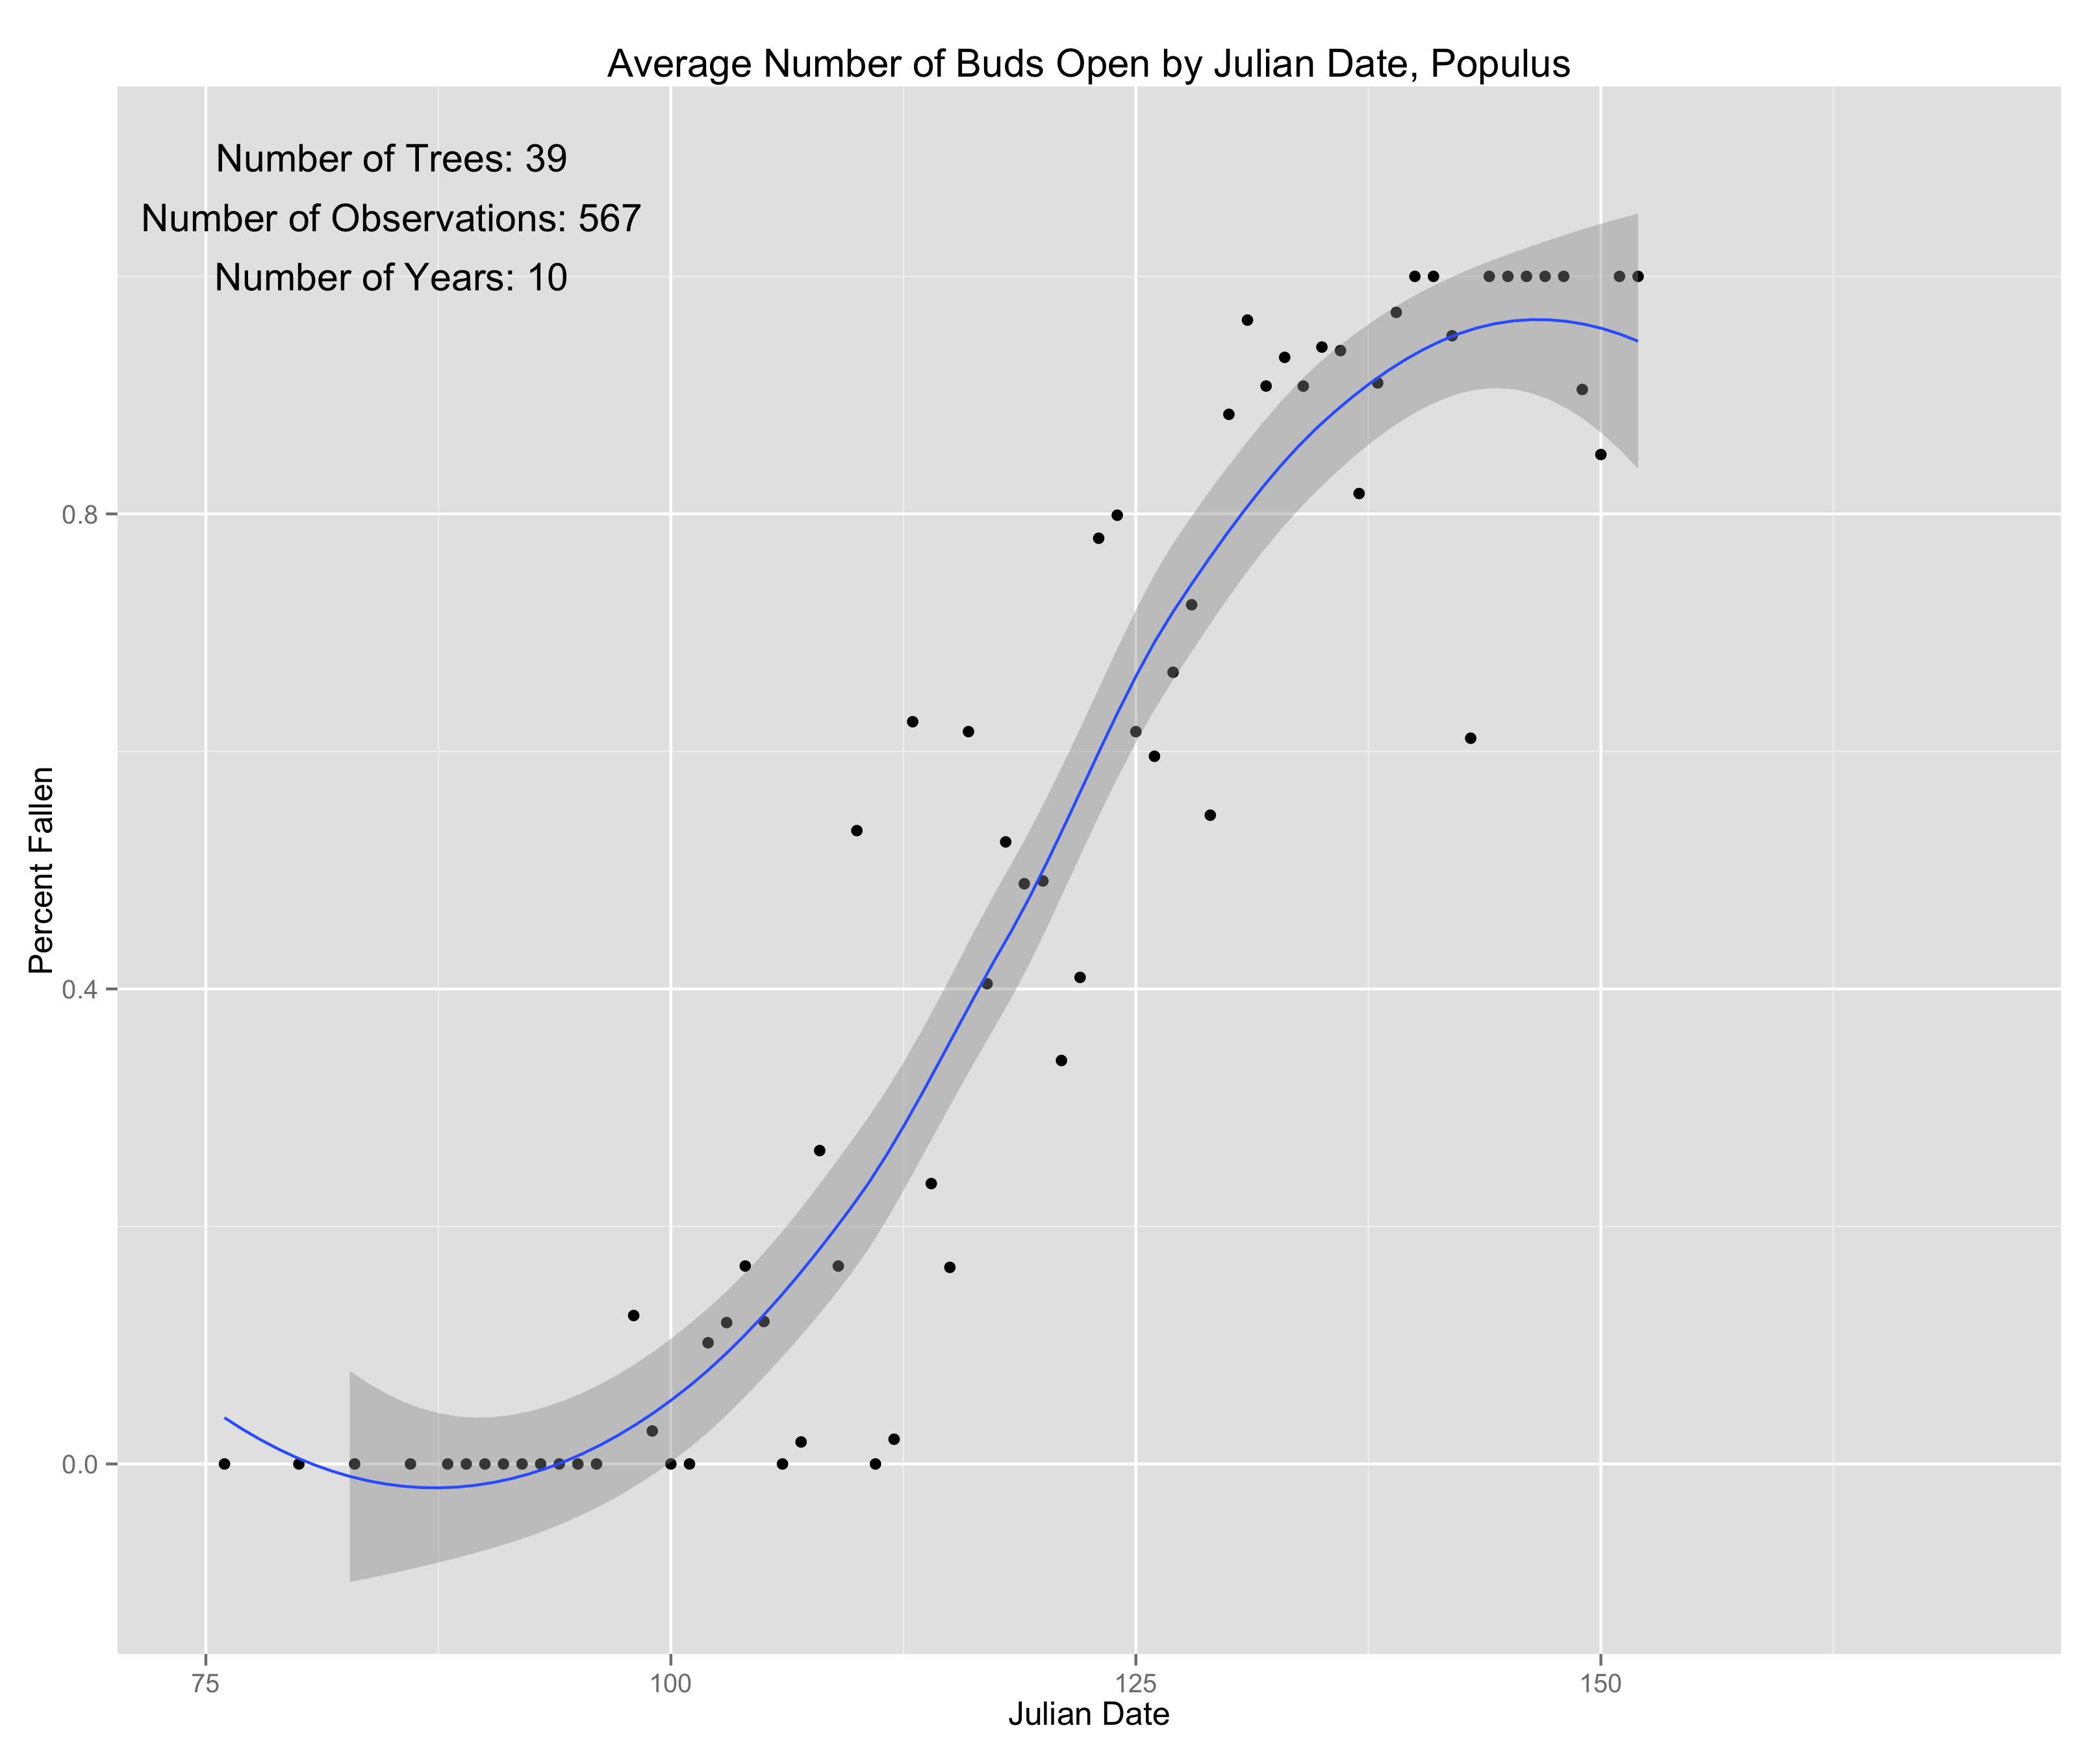 Average Number of Buds Open by Julian Date, Populus
Number of Trees: 39
Number of Observations: 567
Number of Years: 10
Percent Fallen
0.8
0.4
0.0
75 100 125 150
Julian Date